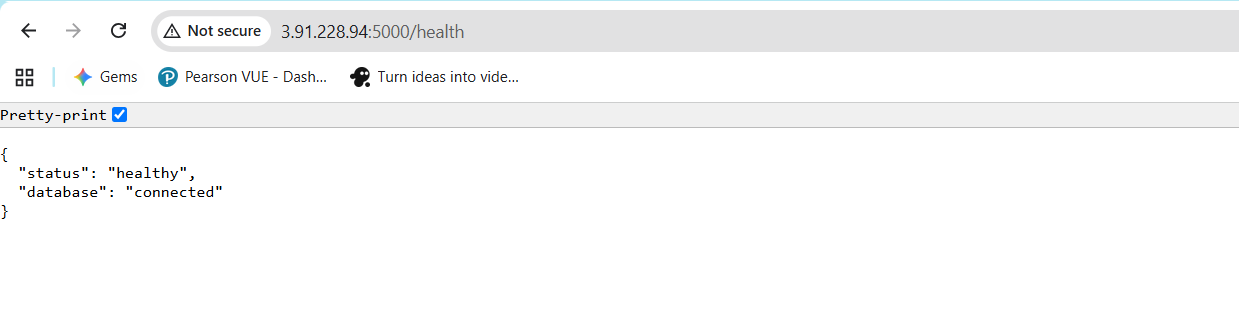 Not secure 3.91.228.94:5000/health
Gems Pearson VUE - Dash... Turn ideas into vide...
Pretty-print
{
"status": "healthy",
"database": "connected"
}